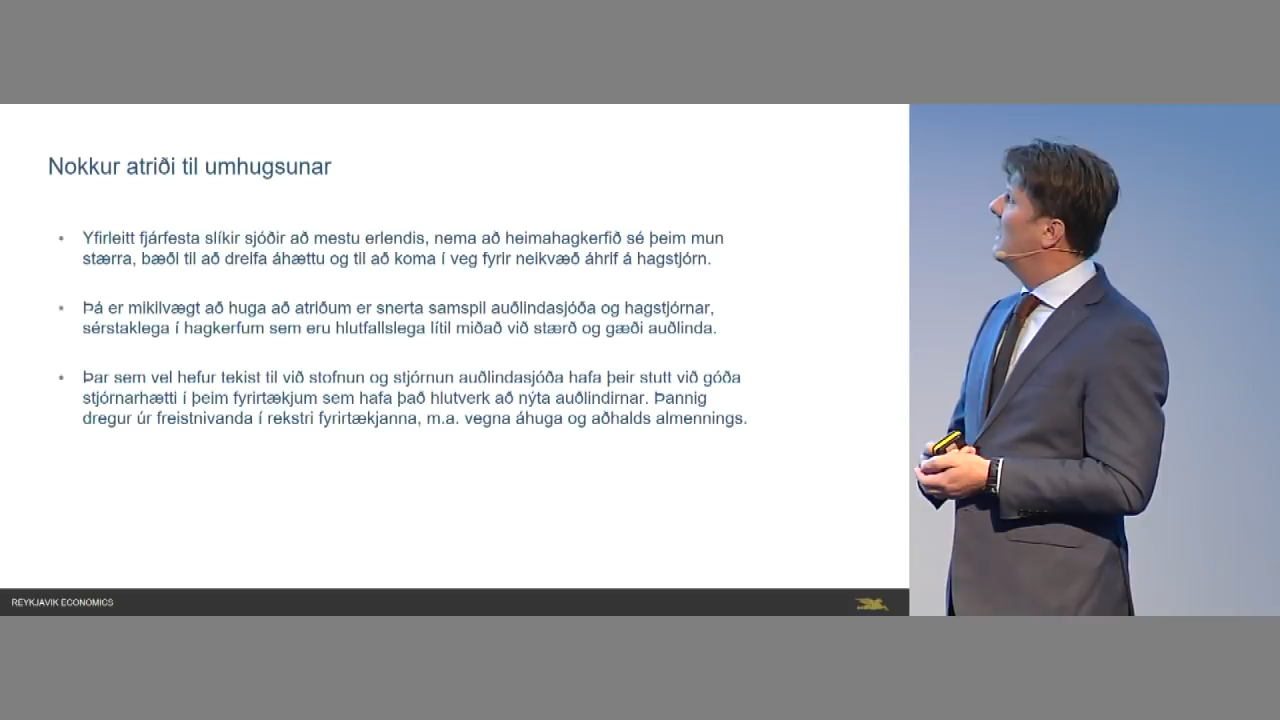 Nokkur atriði til umhugsunar
• Yfirleitt fjárfesta slíkir sjóðir að mestu erlendis, nema að heimahagkerfið sé þeim mun
stærra, bæði til að dreifa áhættu og til að koma í veg fyrir neikvæð áhrif á hagstjórn.
• Þá er mikilvægt að huga að atriðum er snerta samspil auðlindasjóða og hagstjórnar,
sérstaklega í hagkerfum sem eru hlutfallslega lítil miðað við stærð og gæði auðlinda.
• Þar sem vel hefur tekist til við stofnun og stjórnun auðlindasjóða hafa þeir stutt við góða
stjórnarhætti í þeim fyrirtækjum sem hafa það hlutverk að nýta auðlindirnar. Þannig
dregur úr freistnivanda í rekstri fyrirtækjanna, m.a. vegna áhuga og aðhalds almennings.
REYKJAVIK ECONOMICS